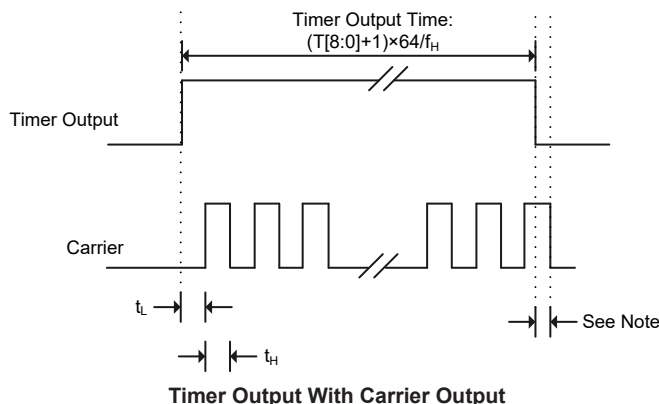 Timer Output Time:
(T[8:0]+1)×64/fH
Timer Output
Carrier
tL
See Note
tH
Timer Output With Carrier Output